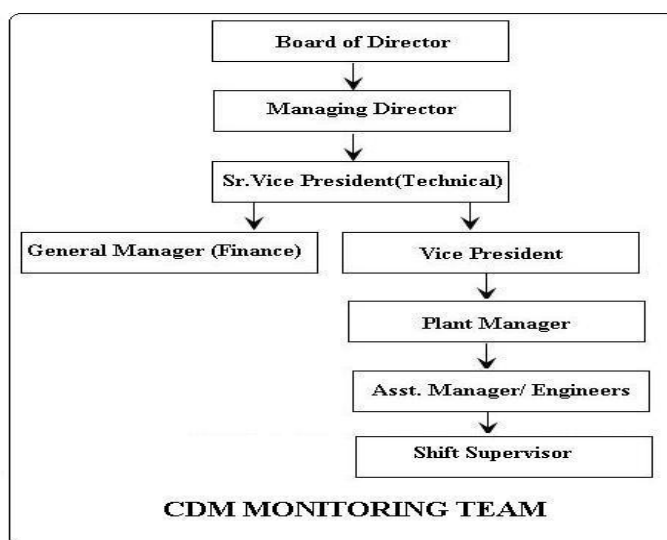 Board of Director
Managing Director
Sr.Vice President(Technical)
General Manager (Finance)
Vice President
Plant Manager
Asst. Manager/ Engineers
Shift Supervisor
CDM MONITORING TEAM